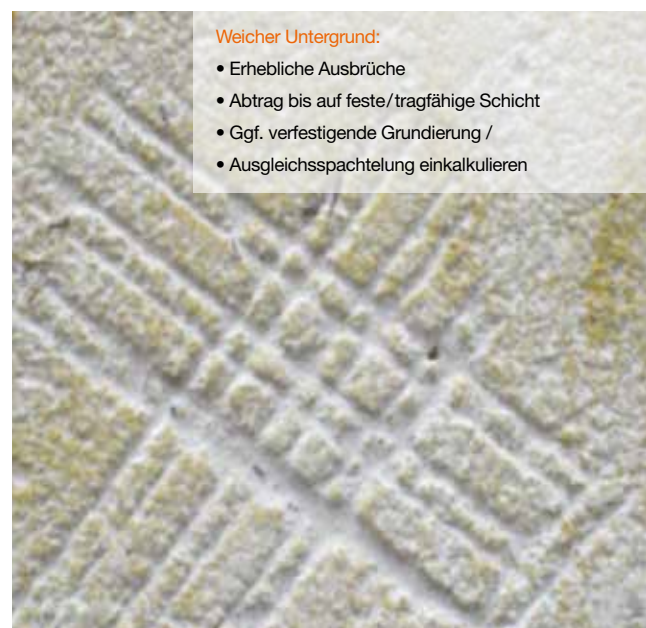 Weicher Untergrund:
• Erhebliche Ausbrüche
• Abtrag bis auf feste/tragfähige Schicht
• Ggf. verfestigende Grundierung /
• Ausgleichsspachtelung einkalkulieren